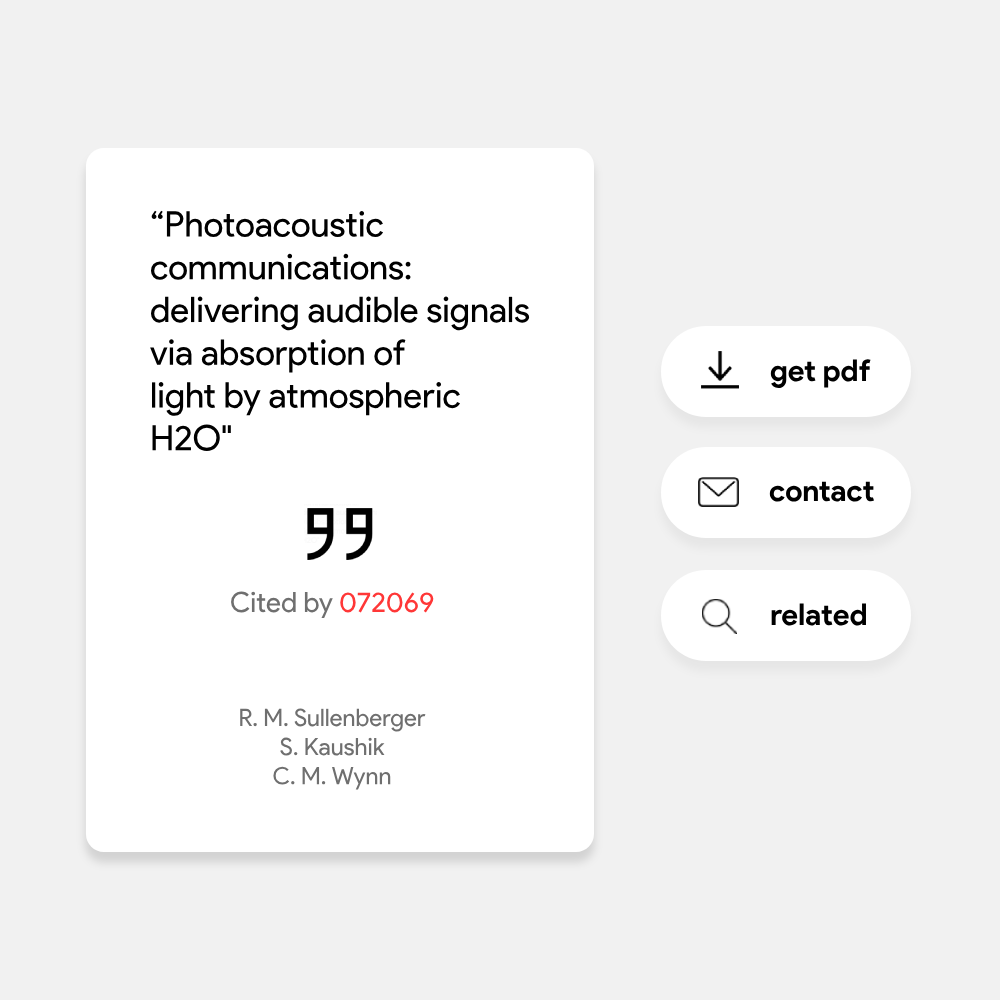 “Photoacoustic
communications:
delivering audible signals
via absorption of
light by atmospheric
H2O"
Cited by 072069
R. M. Sullenberger
S. Kaushik
C. M. Wynn
get pdf
contact
related